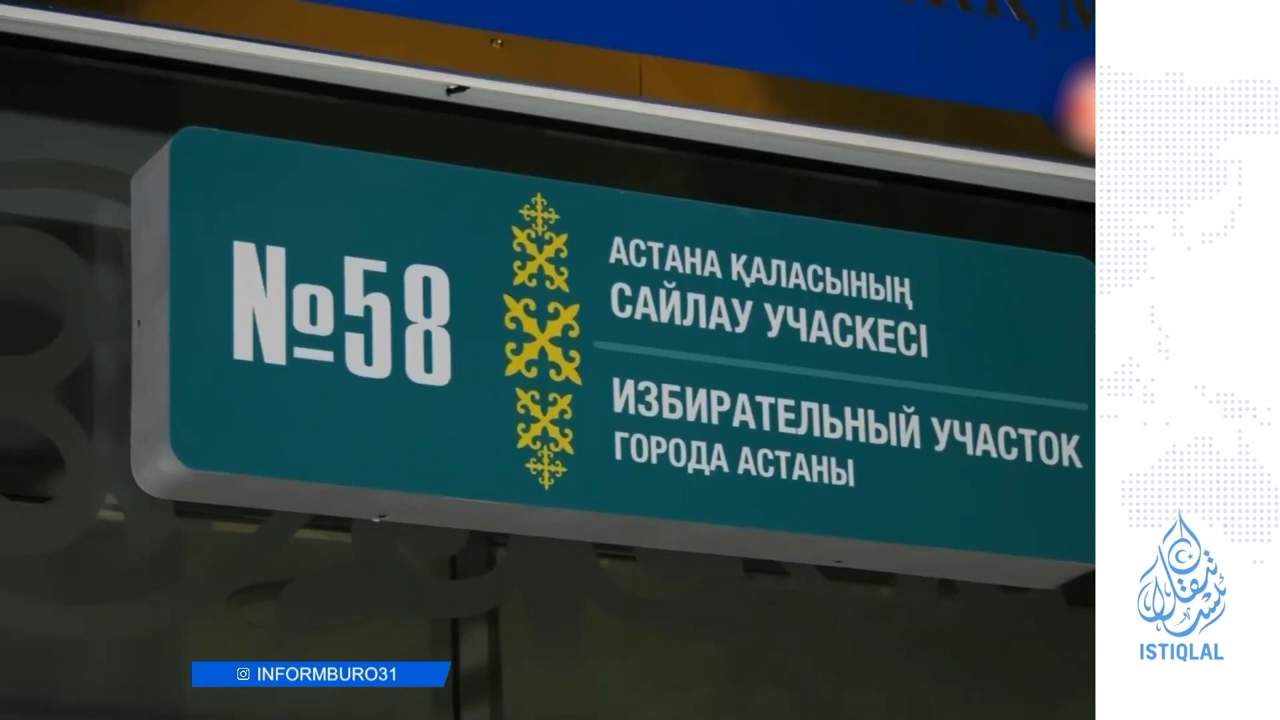 №58
АСТАНА ҚАЛАСЫНЫҢ
САЙЛАУ УЧАСКЕСІ
ИЗБИРАТЕЛЬНЫЙ УЧАСТОК
ГОРОДА АСТАНЫ
INFORMBURO31
ISTIQLAL